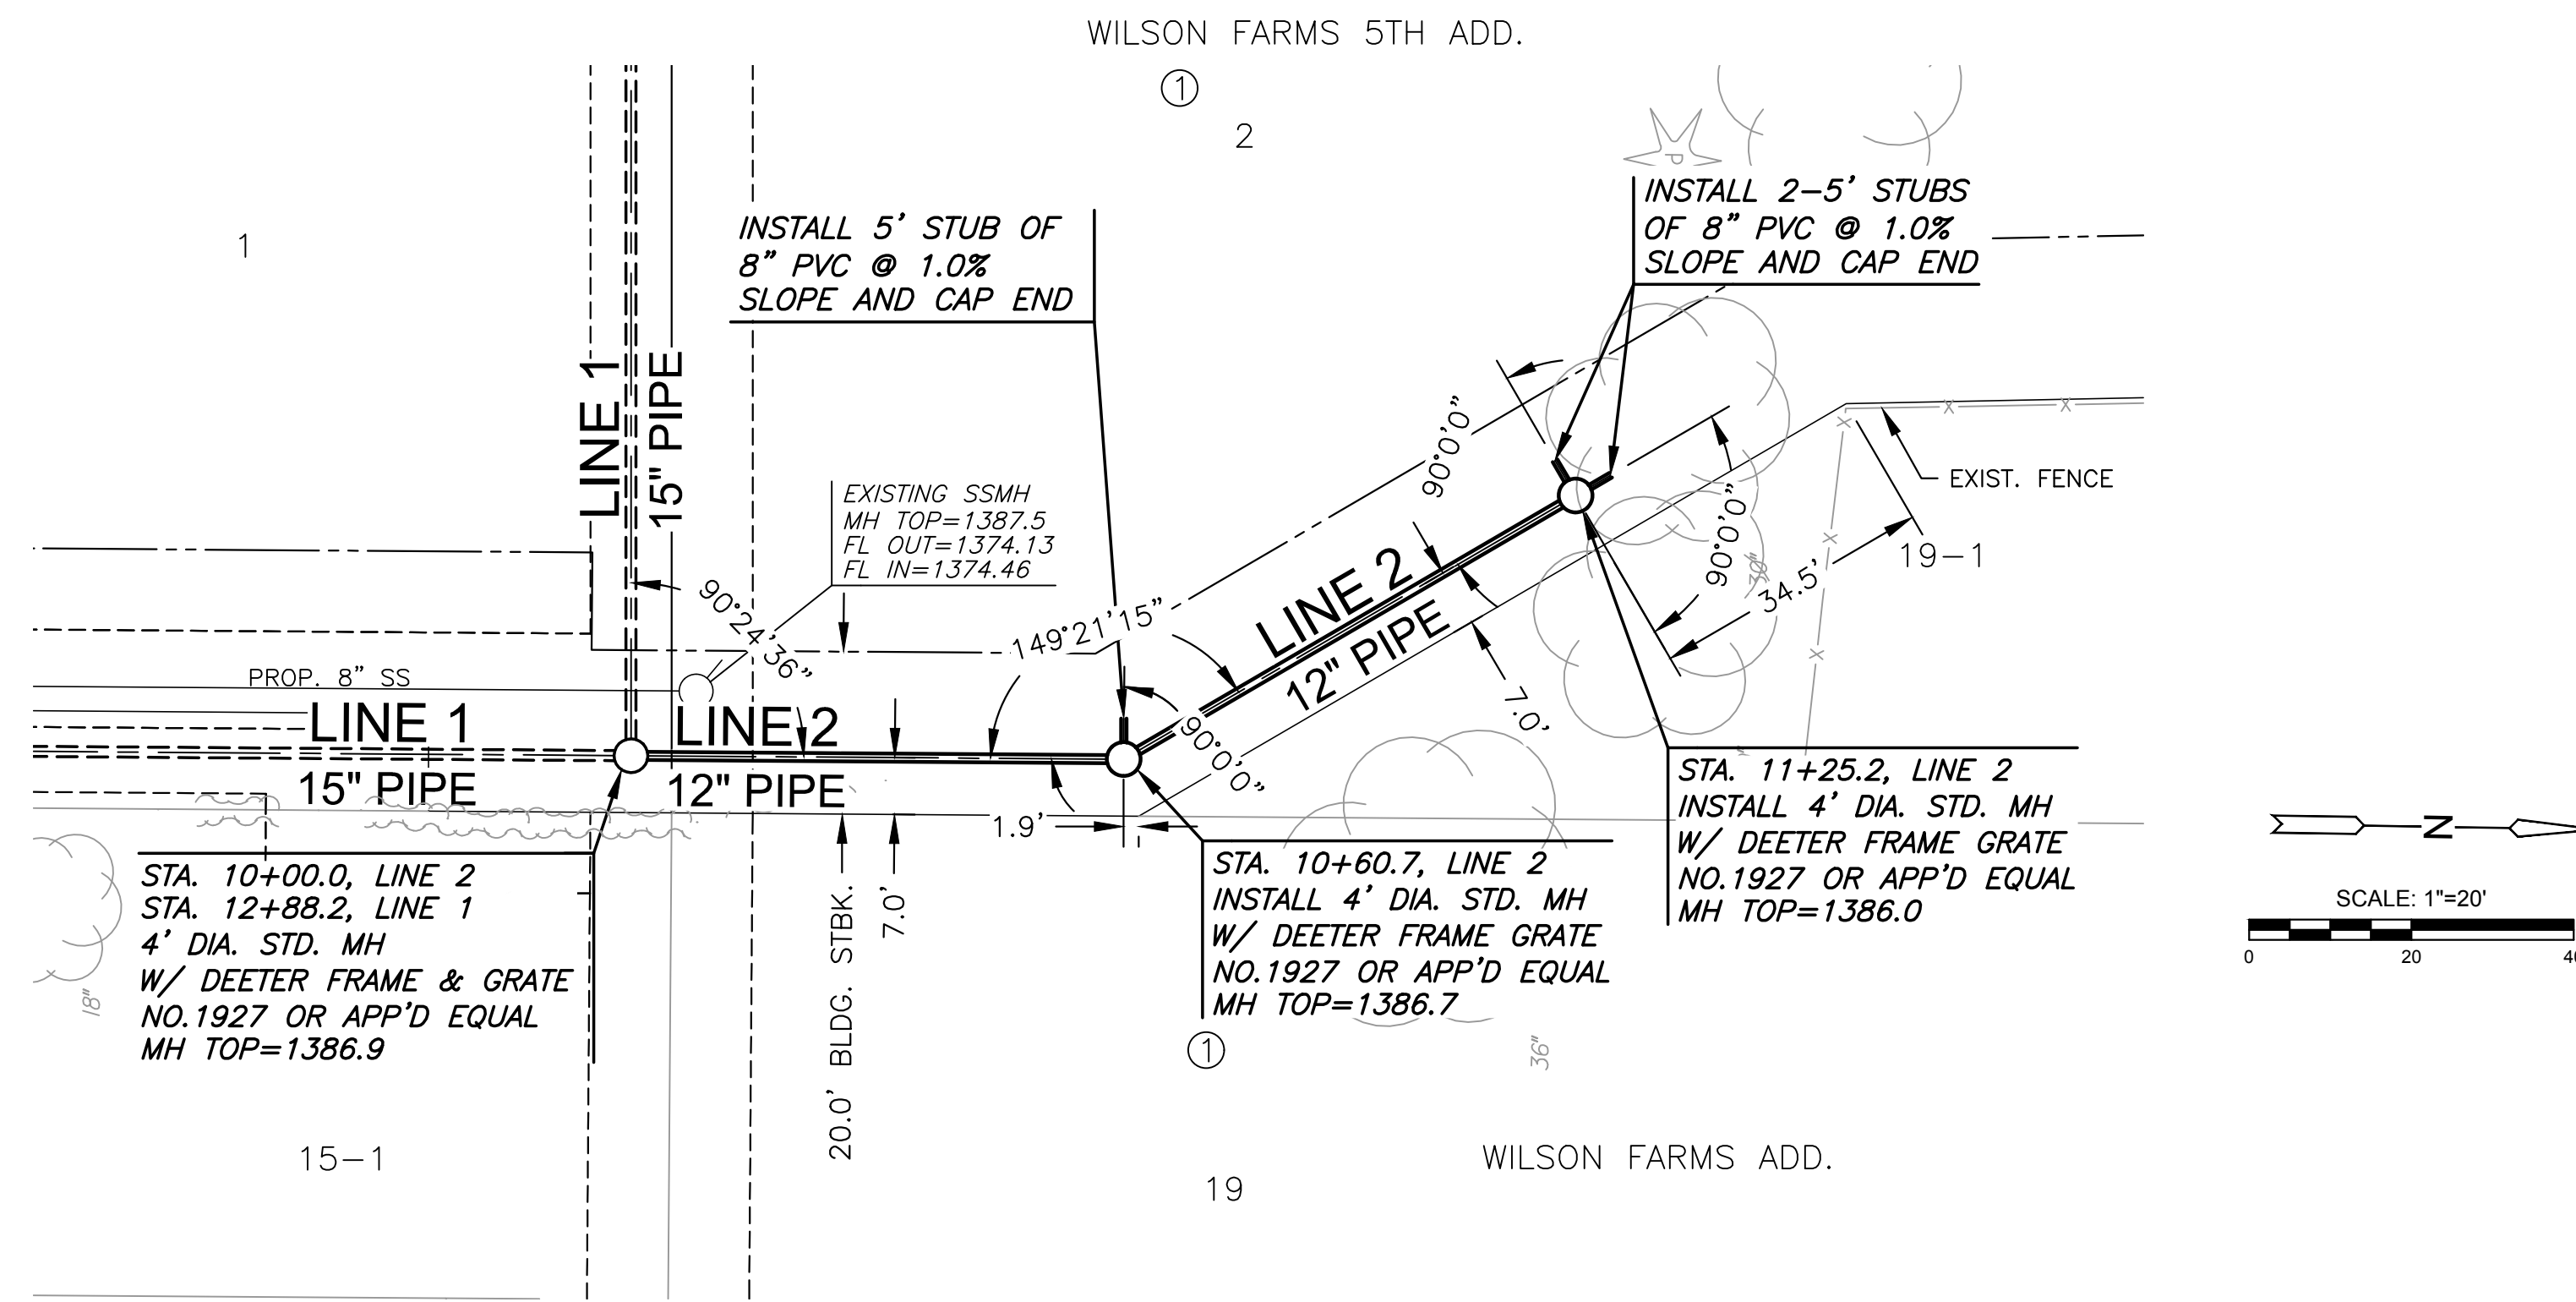 WILSON FARMS 5TH ADD.
1
2
1
INSTALL 5' STUB OF
8" PVC @ 1.0%
SLOPE AND CAP END
P
INSTALL 2-5' STUBS
OF 8" PVC @ 1.0%
SLOPE AND CAP END
LINE 1
15" PIPE
EXISTING SSMH
MH TOP=1387.5
FL OUT=1374.13
FL IN=1374.46
90°0'0"
EXIST. FENCE
90°0'0"
30"
34.5'
19-1
90°24'36"
149°21'15"
LINE 2
12" PIPE
7.0'
PROP. 8" SS
LINE 1
15" PIPE
LINE 2
12" PIPE
90°0'0"
1.9'
20.0' BLDG. STBK.
7.0'
STA. 10+00.0, LINE 2
STA. 12+88.2, LINE 1
4' DIA. STD. MH
W/ DEETER FRAME & GRATE
NO.1927 OR APP'D EQUAL
MH TOP=1386.9
18"
STA. 10+60.7, LINE 2
INSTALL 4' DIA. STD. MH
W/ DEETER FRAME GRATE
NO.1927 OR APP'D EQUAL
MH TOP=1386.7
STA. 11+25.2, LINE 2
INSTALL 4' DIA. STD. MH
W/ DEETER FRAME GRATE
NO.1927 OR APP'D EQUAL
MH TOP=1386.0
N
SCALE: 1"=20'
0 20
1
36"
15-1
19
WILSON FARMS ADD.